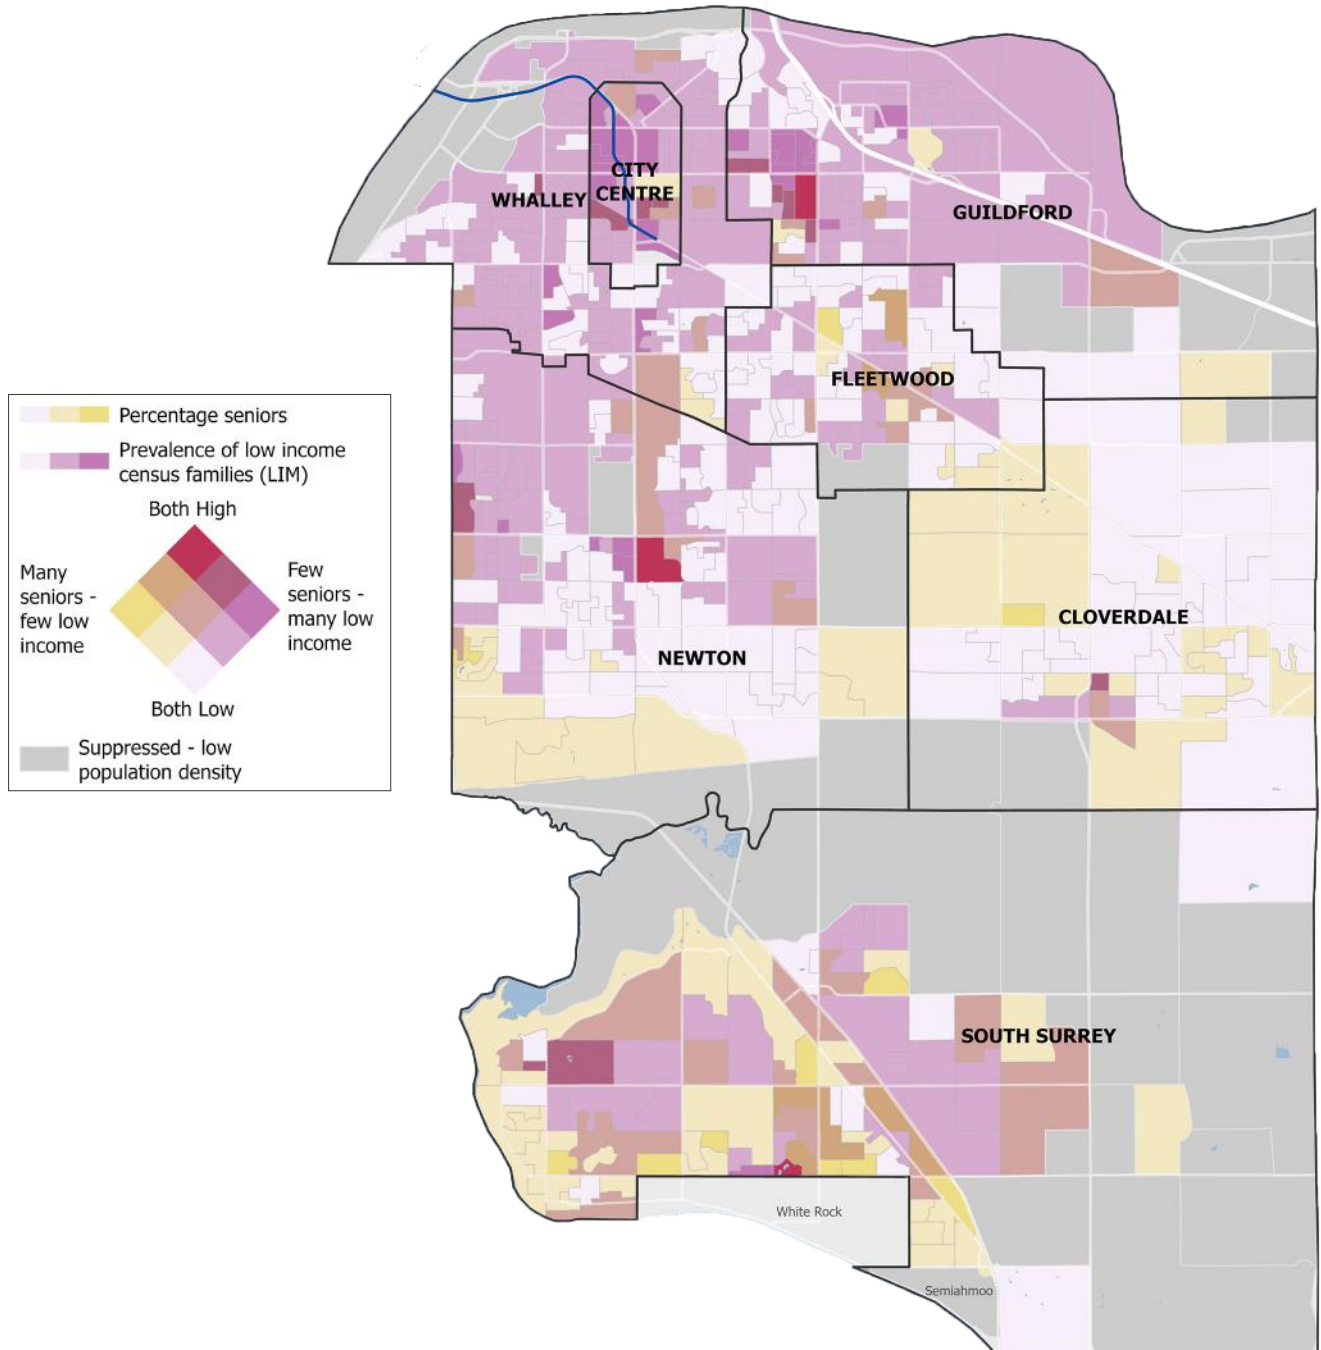 CITY
CENTRE
WHALLEY
GUILDFORD
FLEETWOOD
Percentage seniors
Prevalence of low income
census families (LIM)
Both High
Many
seniors -
few low
income
Few
seniors -
many low
income
Both Low
Suppressed - low
population density
CLOVERDALE
NEWTON
SOUTH SURREY
White Rock
Semiahmoo